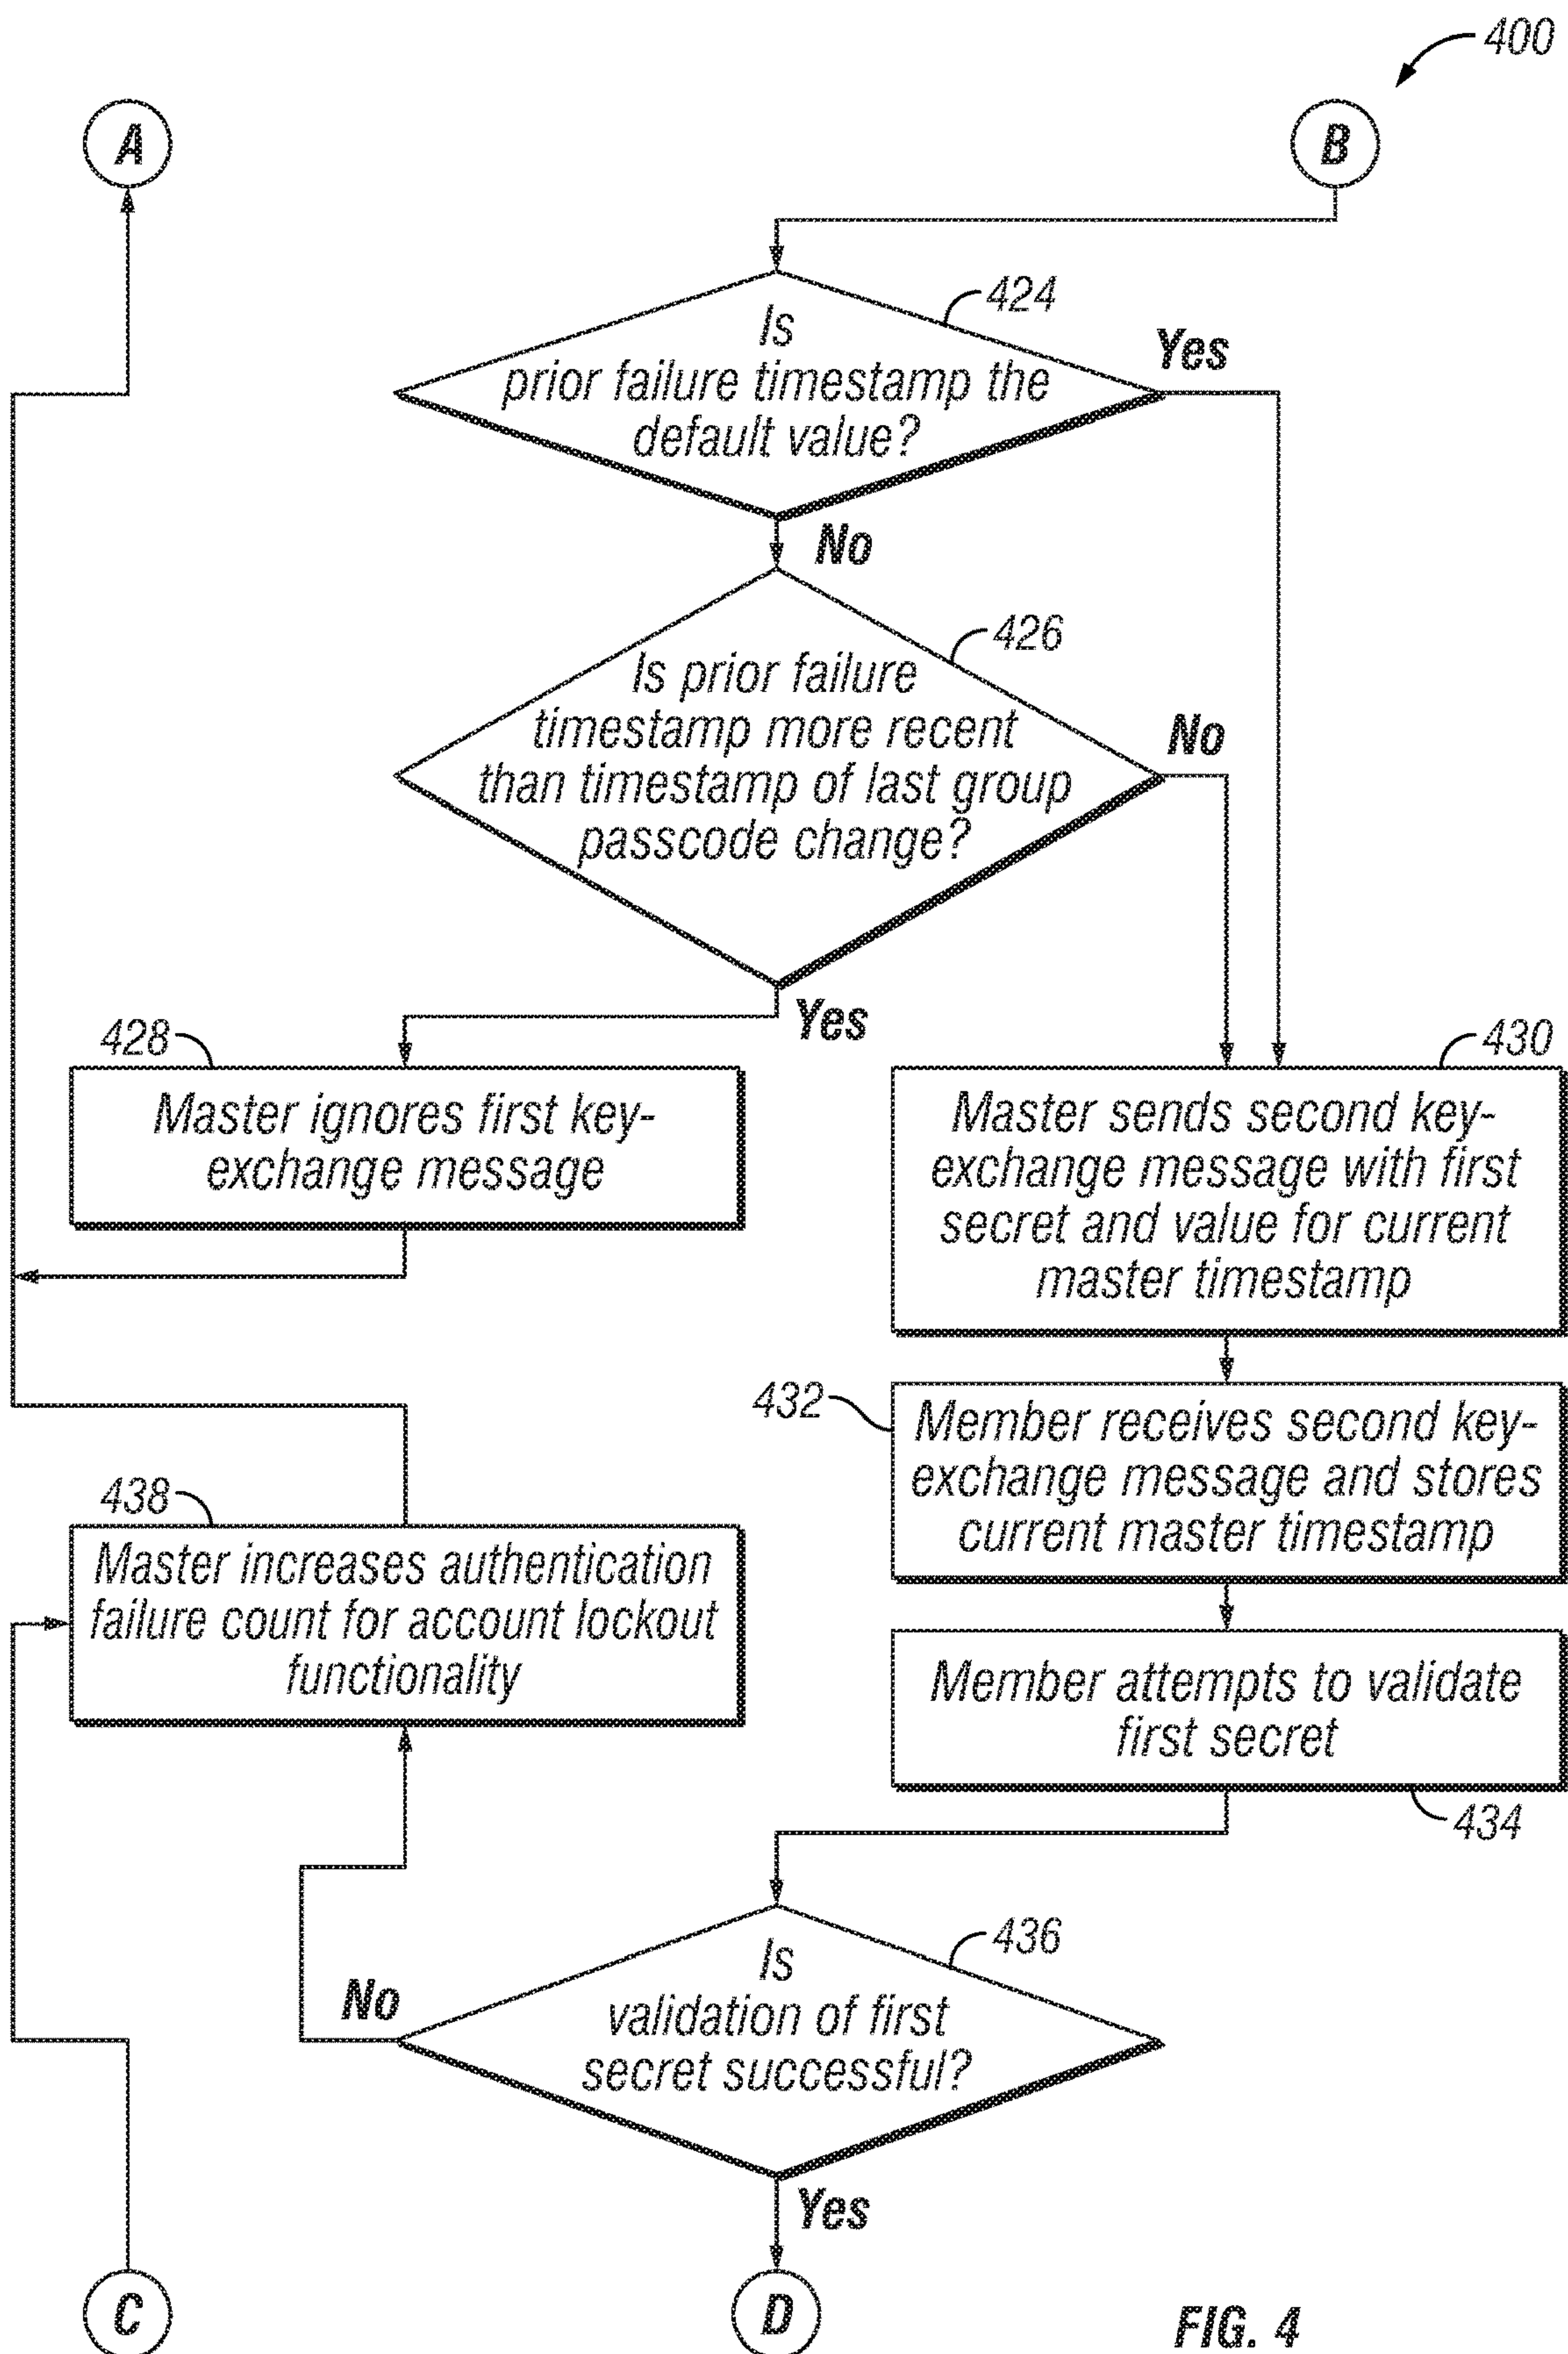 400
A
B
424
Is
prior failure timestamp the
default value?
Yes
No
426
Is prior failure
timestamp more recent
than timestamp of last group
passcode change?
No
Yes
428
Master ignores first key-
exchange message
430
Master sends second key-
exchange message with first
secret and value for current
master timestamp
432
Member receives second key-
exchange message and stores
current master timestamp
438
Master increases authentication
failure count for account lockout
functionality
Member attempts to validate
first secret
434
436
Is
validation of first
secret successful?
No
Yes
C
D
FIG. 4